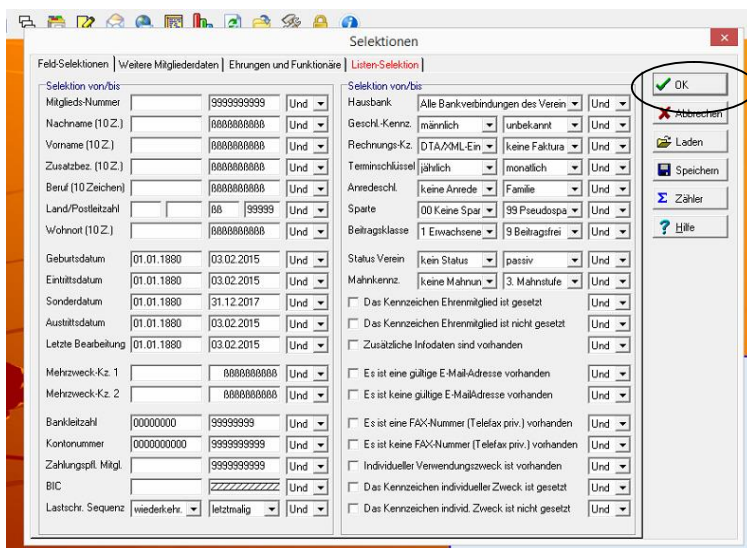 Selektionen
Feld-Selektionen Weitere Mitgliederdaten Ehrungen und Funktionäre Listen-Selektion
Selektion von/bis
Mitglieds-Nummer 9999999999 Und
Nachname (10 Z.) ßßßßßßßßßß Und
Vorname (10 Z.) ßßßßßßßßßß Und
Zusatzbez. (10 Z.) ßßßßßßßßßß Und
Beruf (10 Zeichen) ßßßßßßßßßß Und
Land/Postleitzahl ßß 99999 Und
Wohnort (10 Z.) ßßßßßßßßßß Und
Geburtsdatum 01.01.1880 03.02.2015 Und
Eintrittsdatum 01.01.1880 03.02.2015 Und
Sonderdatum 01.01.1880 31.12.2017 Und
Austrittsdatum 01.01.1880 03.02.2015 Und
Letzte Bearbeitung 01.01.1880 03.02.2015 Und
Mehrzweck-Kz. 1 ßßßßßßßßßß Und
Mehrzweck-Kz. 2 ßßßßßßßßßß Und
Bankleitzahl 00000000 99999999 Und
Kontonummer 0000000000 9999999999 Und
Zahlungspfl. Mitgl. 9999999999 Und
BIC ZZZZZZZZZZZ Und
Lastschr. Sequenz wiederkehr. letztmalig Und
Selektion von/bis
Hausbank Alle Bankverbindungen des Verein Und
Geschl.-Kennz. männlich unbekannt Und
Rechnungs-Kz. DTA/XML-Ein keine Faktura Und
Terminschlüssel jährlich monatlich Und
Anredeschl. keine Anrede Familie Und
Sparte 00 Keine Spar 99 Pseudospa Und
Beitragsklasse 1 Erwachsene 9 Beitragsfrei Und
Status Verein kein Status passiv Und
Mahnkennz. keine Mahnun 3. Mahnstufe Und
Das Kennzeichen Ehrenmitglied ist gesetzt Und
Das Kennzeichen Ehrenmitglied ist nicht gesetzt Und
Zusätzliche Infodaten sind vorhanden Und
Es ist eine gültige E-Mail-Adresse vorhanden Und
Es ist keine gültige E-MailAdresse vorhanden Und
Es ist eine FAX-Nummer (Telefax priv.) vorhanden Und
Es ist keine FAX-Nummer (Telefax priv.) vorhanden Und
Individueller Verwendungszweck ist vorhanden Und
Das Kennzeichen individueller Zweck ist gesetzt Und
Das Kennzeichen individ. Zweck ist nicht gesetzt Und
OK
Abbrechen
Laden
Speichern
Σ Zähler
? Hilfe